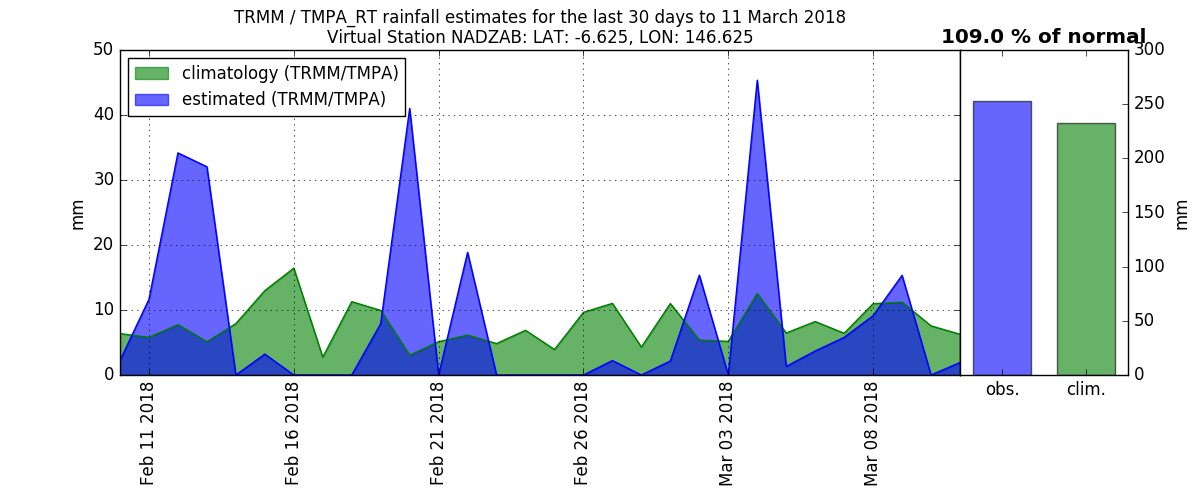 TRMM / TMPA_RT rainfall estimates for the last 30 days to 11 March 2018
Virtual Station NADZAB: LAT: -6.625, LON: 146.625
109.0 % of normal
climatology (TRMM/TMPA)
estimated (TRMM/TMPA)
50
40
30
20
10
0
mm
Feb 11 2018
Feb 16 2018
Feb 21 2018
Feb 26 2018
Mar 03 2018
Mar 08 2018
300
250
200
150
100
50
0
mm
obs.
clim.